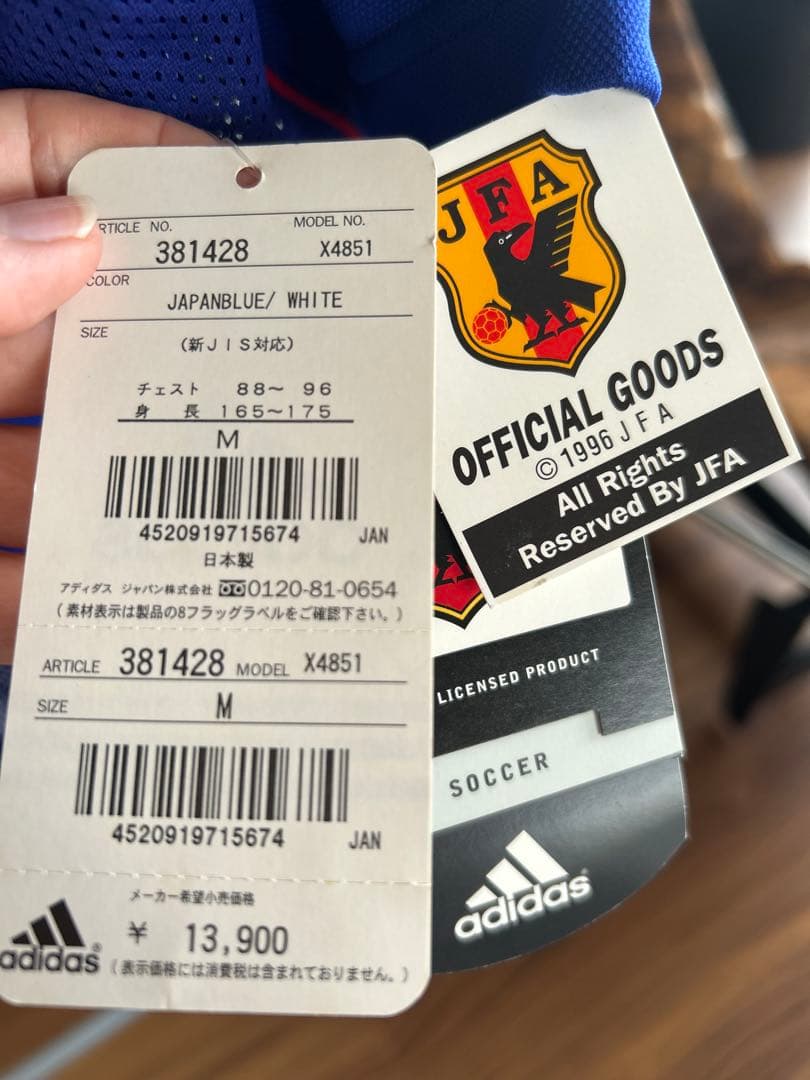 ARTICLE NO. MODEL NO.
381428 X4851
COLOR
JAPANBLUE/ WHITE
SIZE
(新JIS対応)
チェスト 88〜 96
身 長 165〜175
M
4520919715674 JAN
日本製
アディダス ジャパン株式会社 0120-81-0654
(素材表示は製品の8フラッグラベルをご確認下さい。)
ARTICLE 381428 MODEL X4851
SIZE M
4520919715674 JAN
メーカー希望小売価格
¥ 13,900
adidas®
(表示価格には消費税は含まれておりません。)
JFA
OFFICIAL GOODS
©1996 JFA
All Rights
Reserved By JFA
LICENSED PRODUCT
SOCCER
adidas